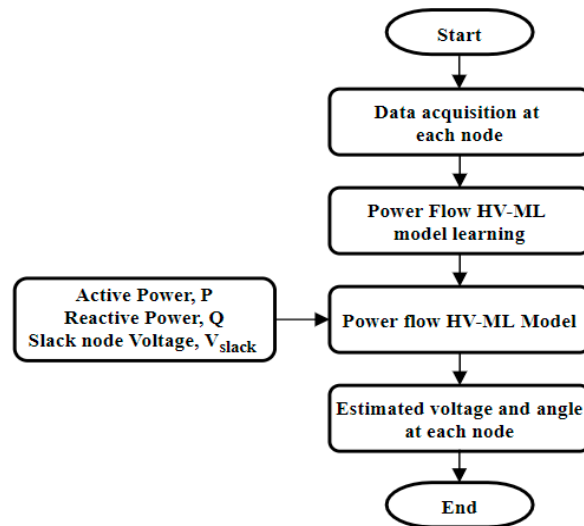 Start
Data acquisition at
each node
Power Flow HV-ML
model learning
Active Power, P
Reactive Power, Q
Slack node Voltage, Vslack
Power flow HV-ML Model
Estimated voltage and angle
at each node
End